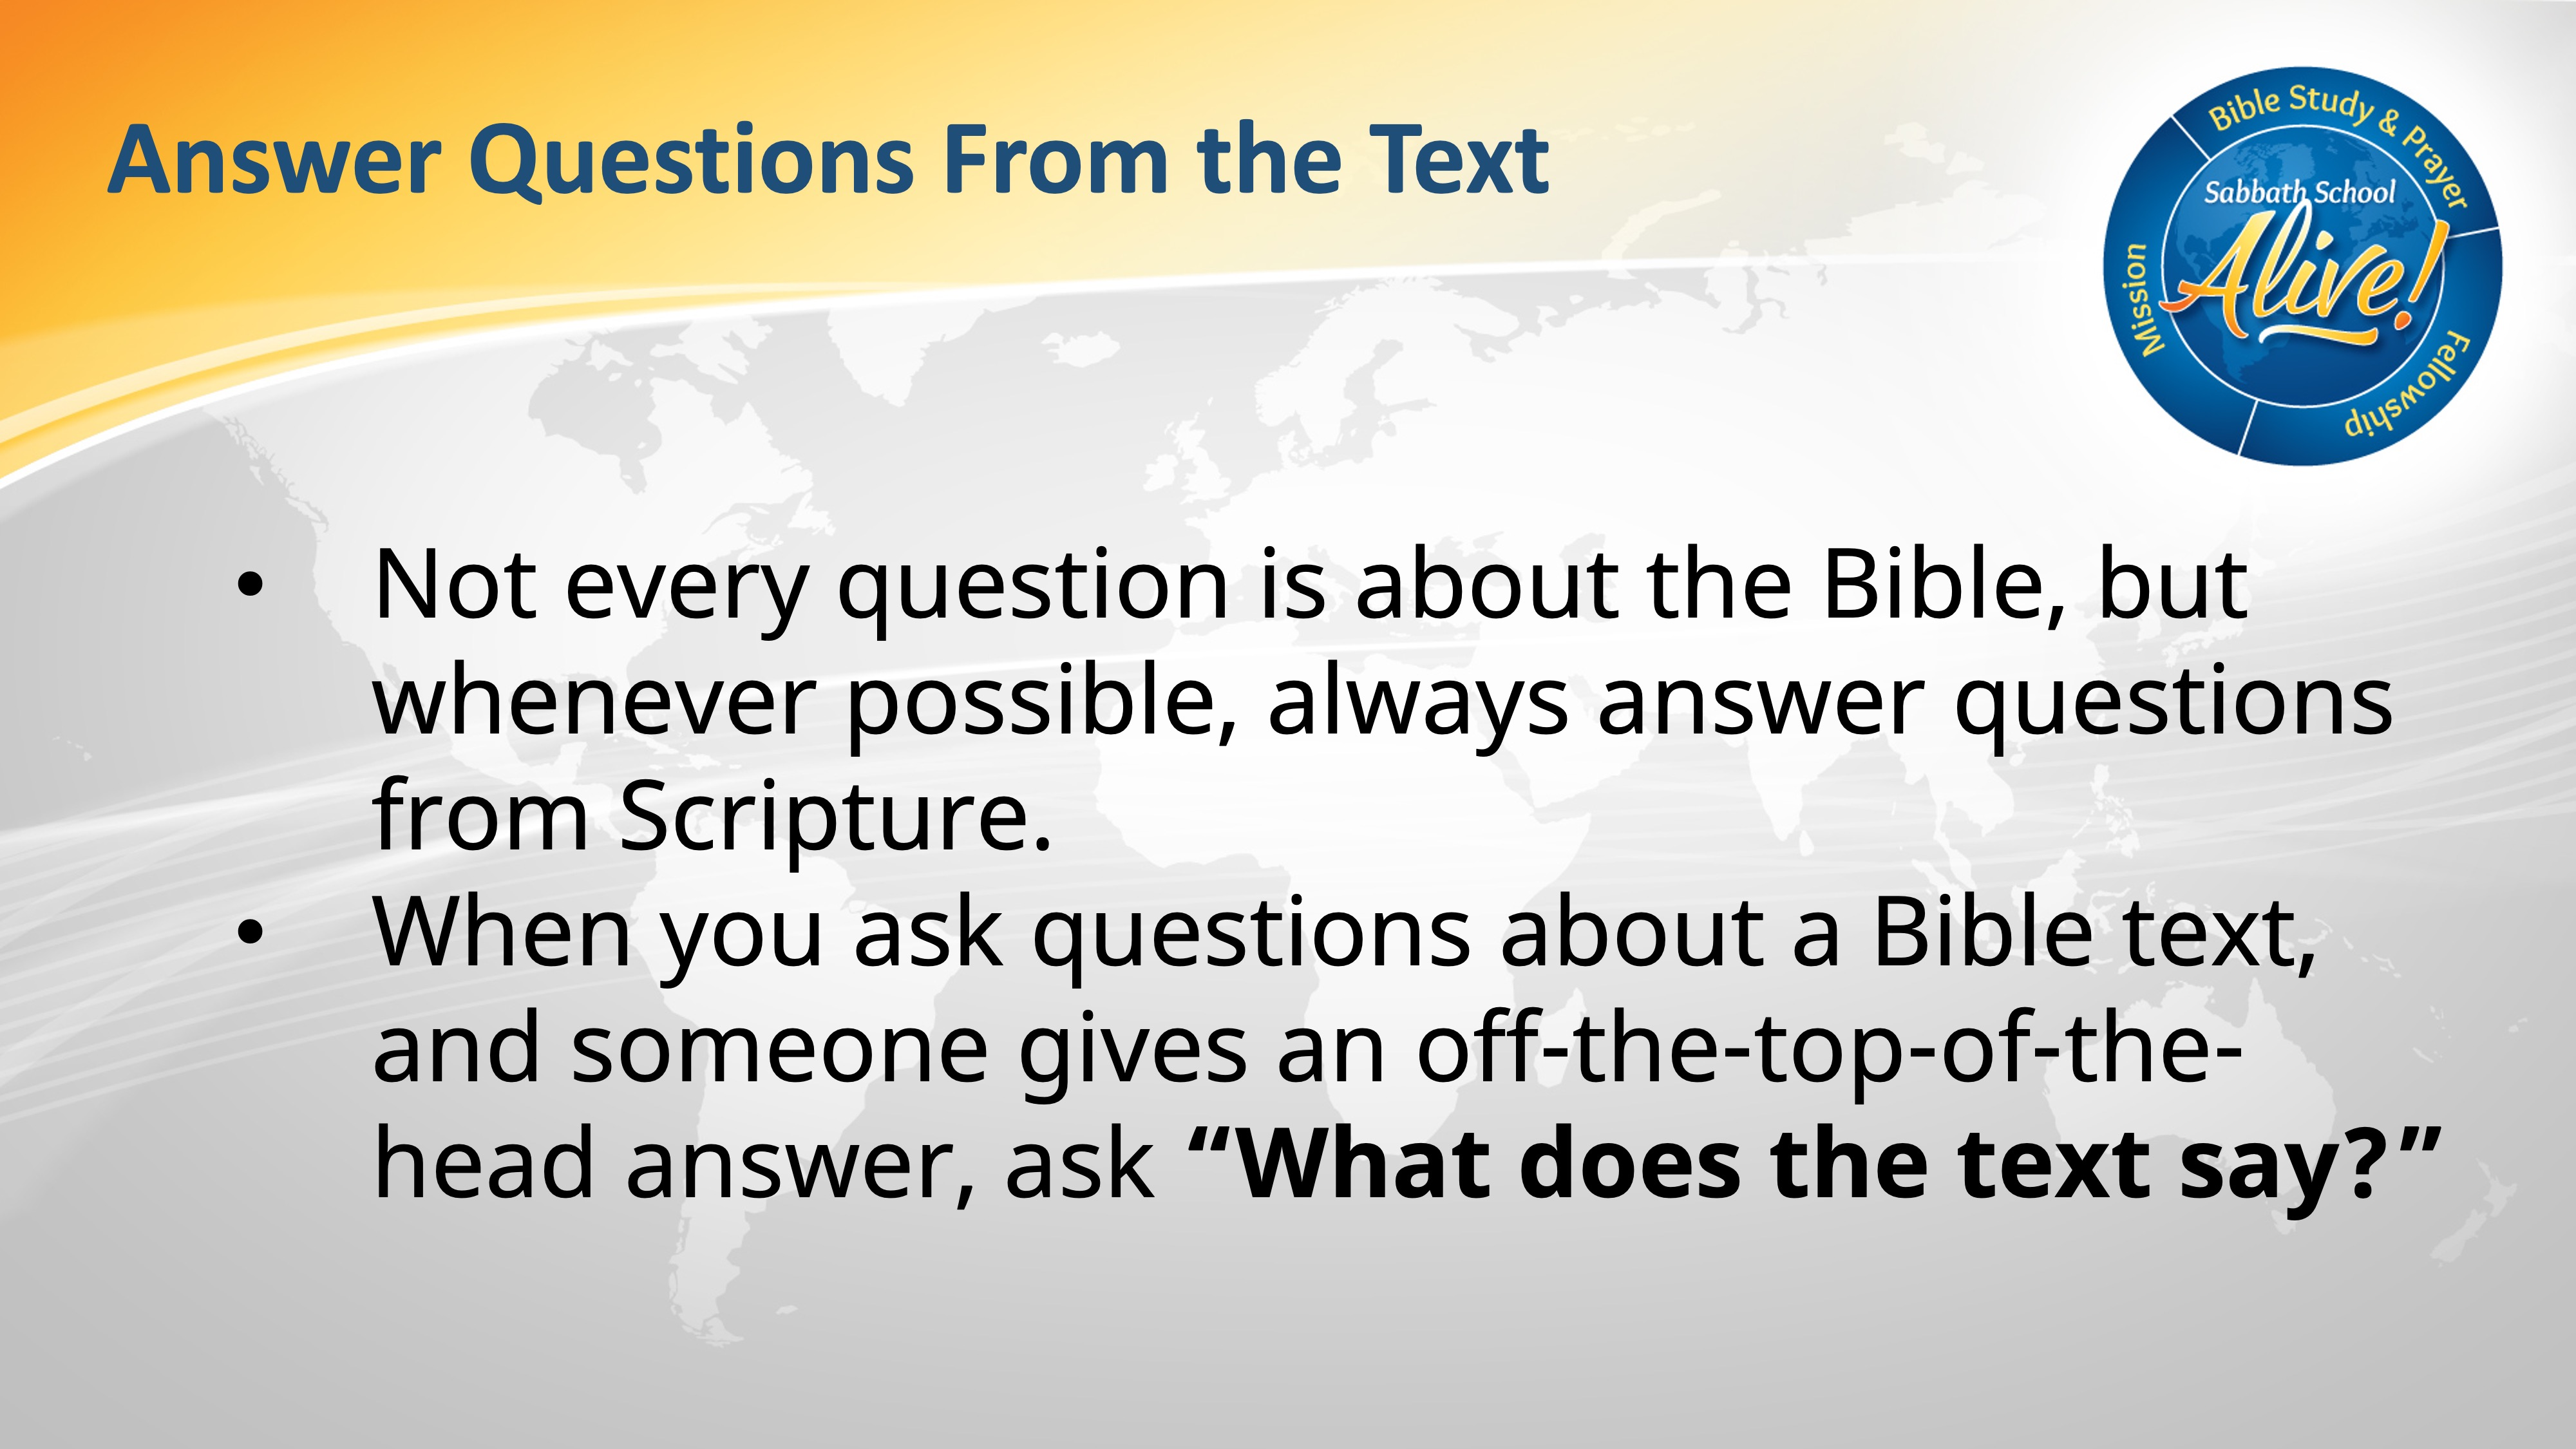 Answer Questions From the Text
Bible Study & Prayer
Sabbath School
Alive!
Mission
Fellowship
• Not every question is about the Bible, but
whenever possible, always answer questions
from Scripture.
• When you ask questions about a Bible text,
and someone gives an off-the-top-of-the-
head answer, ask “What does the text say?”